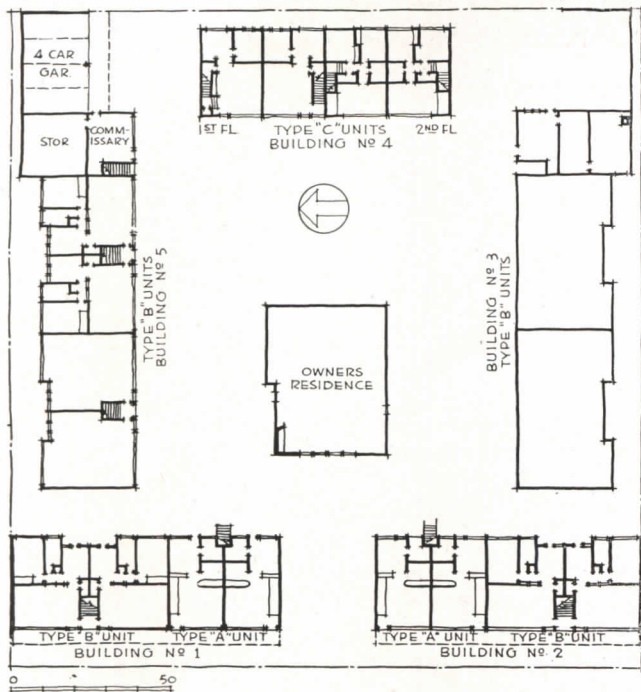 4 CAR
GAR.
STOR
COMM-
ISSARY
1ST FL
TYPE "C" UNITS
2ND FL
BUILDING Nº 4
TYPE "B" UNITS
BUILDING Nº 5
BUILDING Nº 3
TYPE "B" UNITS
OWNERS
RESIDENCE
TYPE "B" UNIT
TYPE "A" UNIT
BUILDING Nº 1
TYPE "A" UNIT
TYPE "B" UNIT
BUILDING Nº 2
0
50